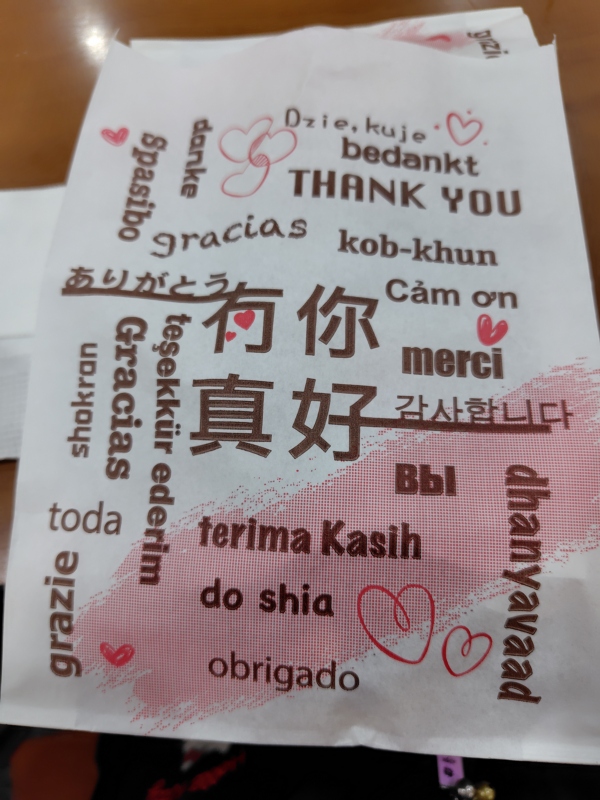 grazie
Dzie,kuje
danke
bedankt
Spasibo
THANK YOU
gracias
kob-khun
ありがとう
有你
真好
Cảm ơn
merci
감사합니다
shokran
Gracias
teşekkür ederim
ВЫ
dhanyavaad
toda
terima Kasih
do shia
grazie
obrigado